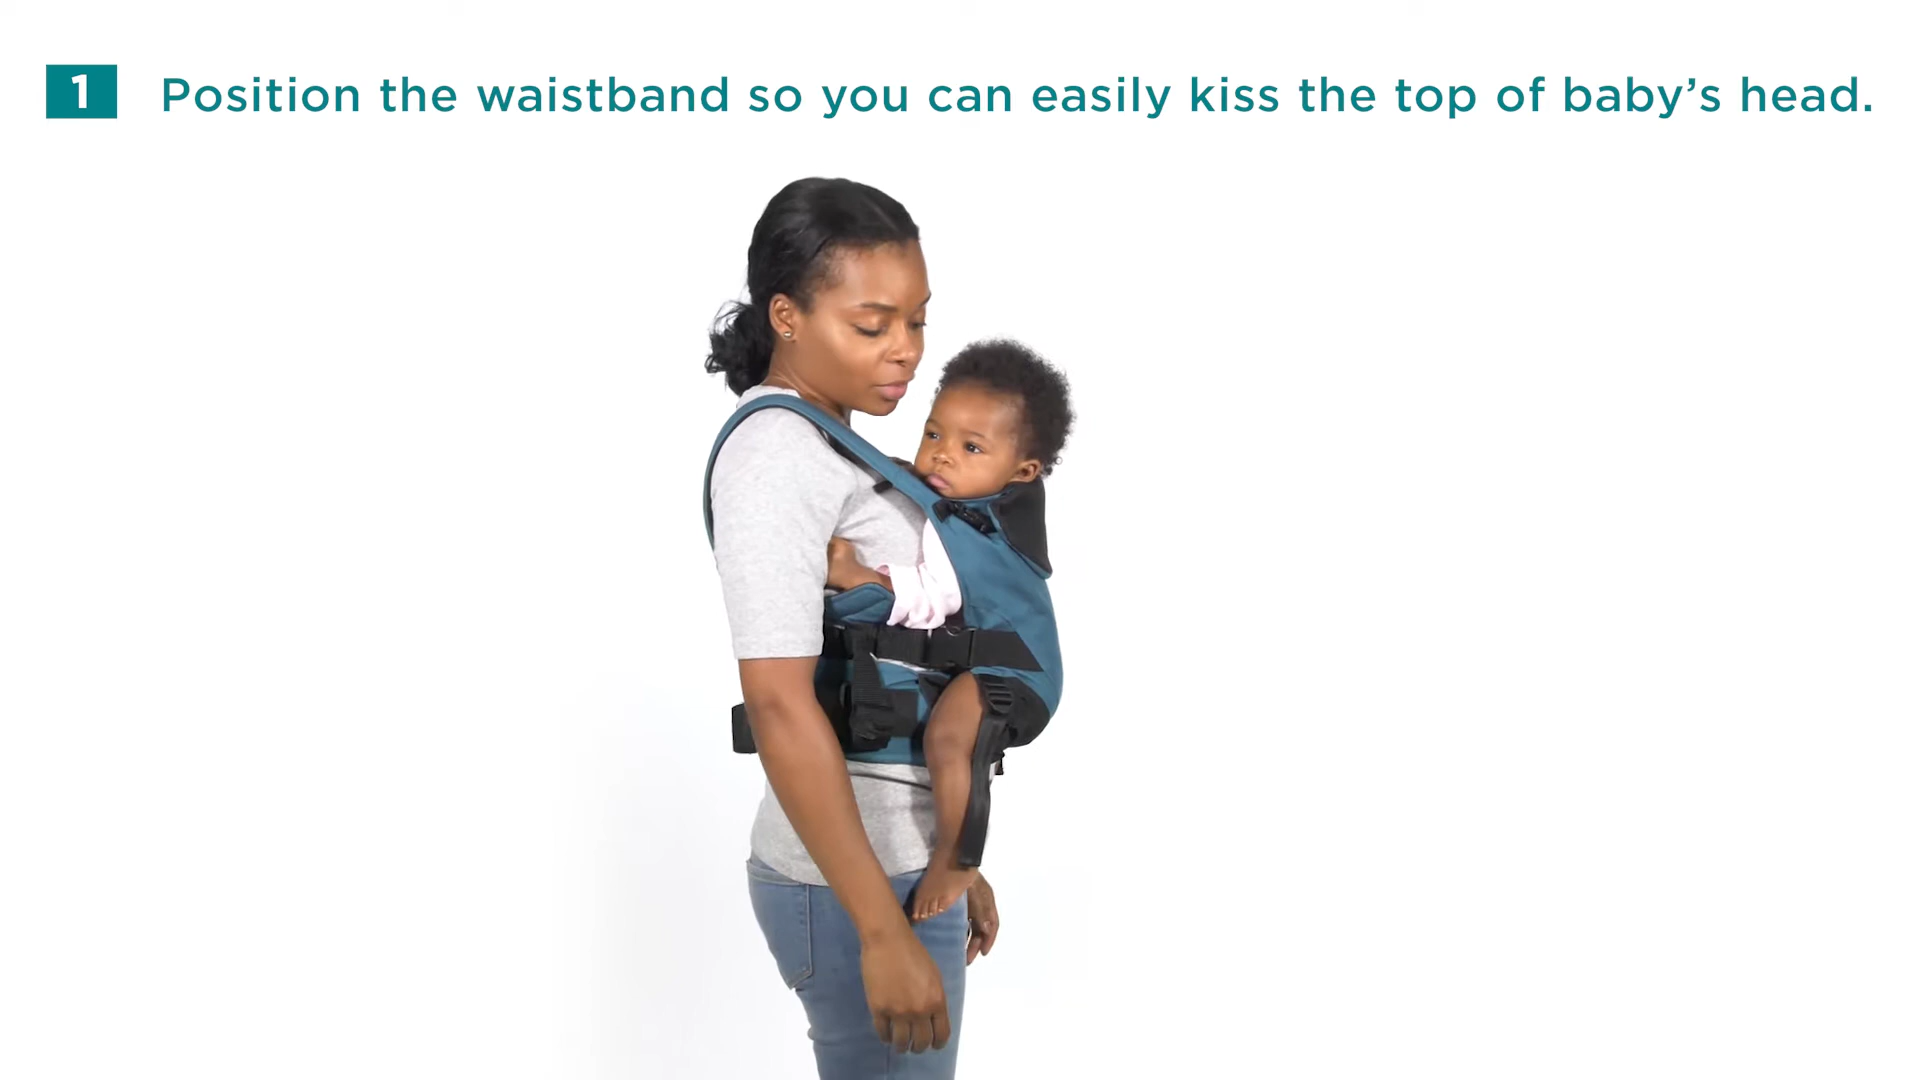 1 Position the waistband so you can easily kiss the top of baby’s head.